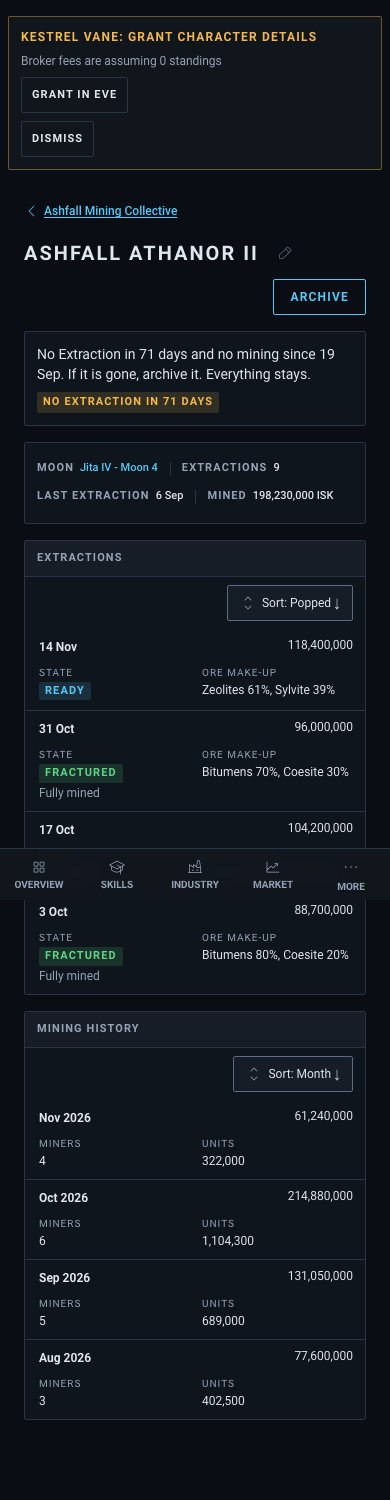 KESTREL VANE: GRANT CHARACTER DETAILS
Broker fees are assuming 0 standings
GRANT IN EVE
DISMISS
Ashfall Mining Collective
ASHFALL ATHANOR II
ARCHIVE
No Extraction in 71 days and no mining since 19
Sep. If it is gone, archive it. Everything stays.
NO EXTRACTION IN 71 DAYS
MOON Jita IV - Moon 4 EXTRACTIONS 9
LAST EXTRACTION 6 Sep MINED 198,230,000 ISK
EXTRACTIONS
Sort: Popped ↓
14 Nov 118,400,000
STATE ORE MAKE-UP
READY Zeolites 61%, Sylvite 39%
31 Oct 96,000,000
STATE ORE MAKE-UP
FRACTURED Bitumens 70%, Coesite 30%
Fully mined
17 Oct 104,200,000
OVERVIEW SKILLS INDUSTRY MARKET MORE
3 Oct 88,700,000
STATE ORE MAKE-UP
FRACTURED Bitumens 80%, Coesite 20%
Fully mined
MINING HISTORY
Sort: Month ↓
Nov 2026 61,240,000
MINERS UNITS
4 322,000
Oct 2026 214,880,000
MINERS UNITS
6 1,104,300
Sep 2026 131,050,000
MINERS UNITS
5 689,000
Aug 2026 77,600,000
MINERS UNITS
3 402,500